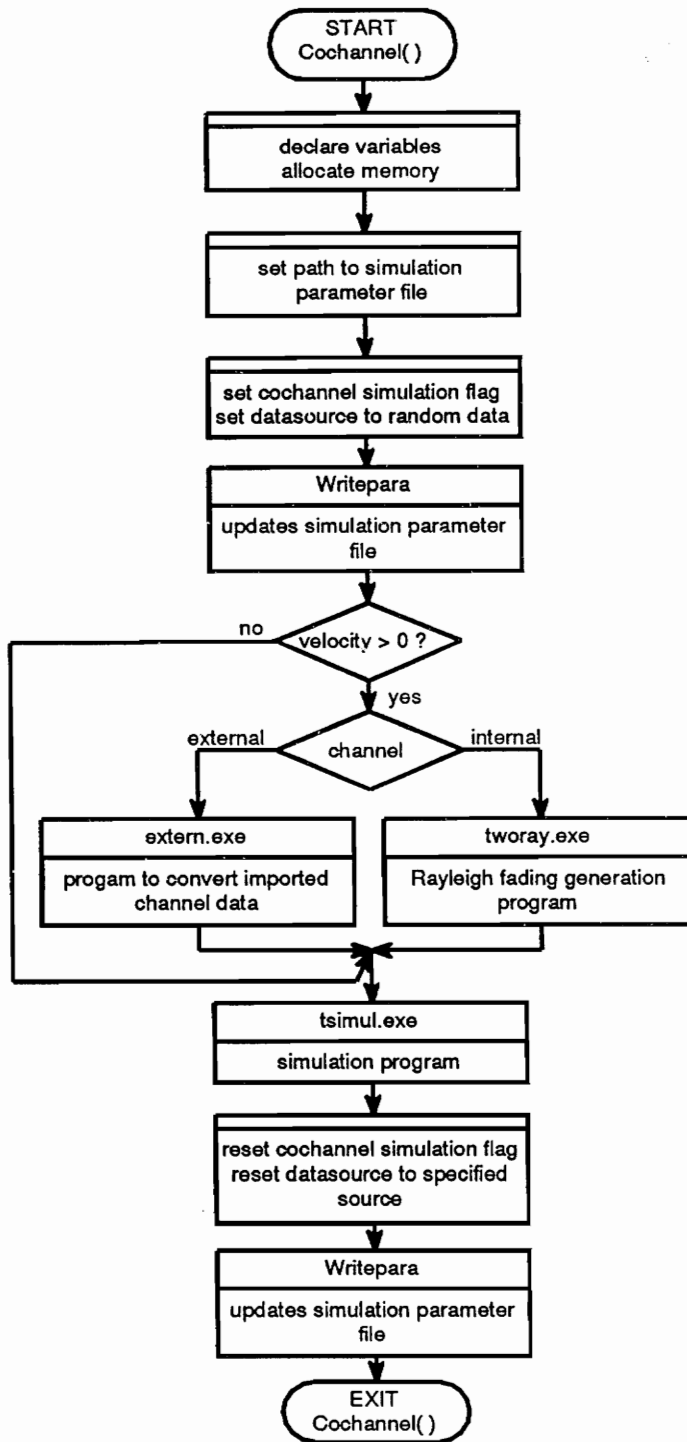 START
Cochannel( )
declare variables
allocate memory
set path to simulation
parameter file
set cochannel simulation flag
set datasource to random data
Writepara
updates simulation parameter
file
no
velocity > 0 ?
yes
external
channel
internal
extern.exe
tworay.exe
progam to convert imported
channel data
Rayleigh fading generation
program
tsimul.exe
simulation program
reset cochannel simulation flag
reset datasource to specified
source
Writepara
updates simulation parameter
file
EXIT
Cochannel( )